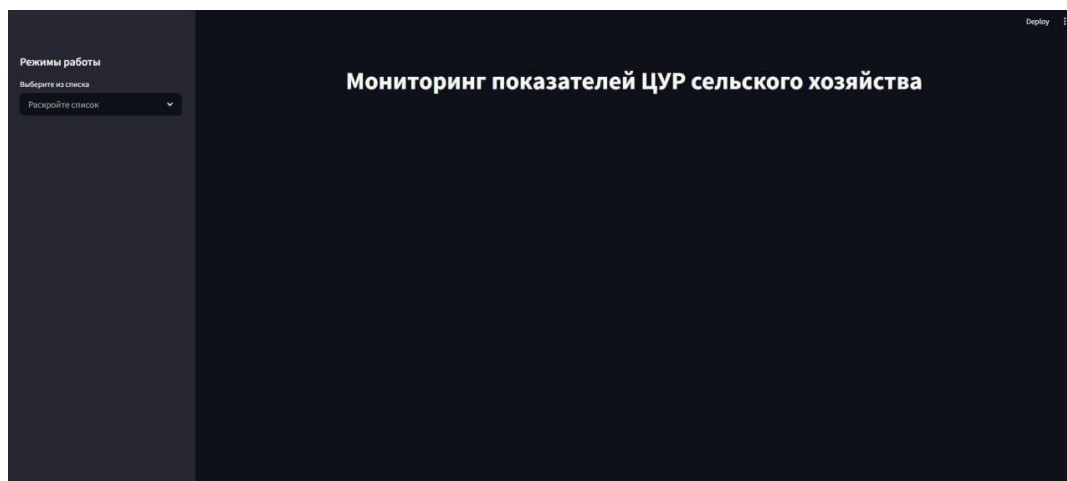 Deploy
Режимы работы
Выберите из списка
Раскройте список
Мониторинг показателей ЦУР сельского хозяйства